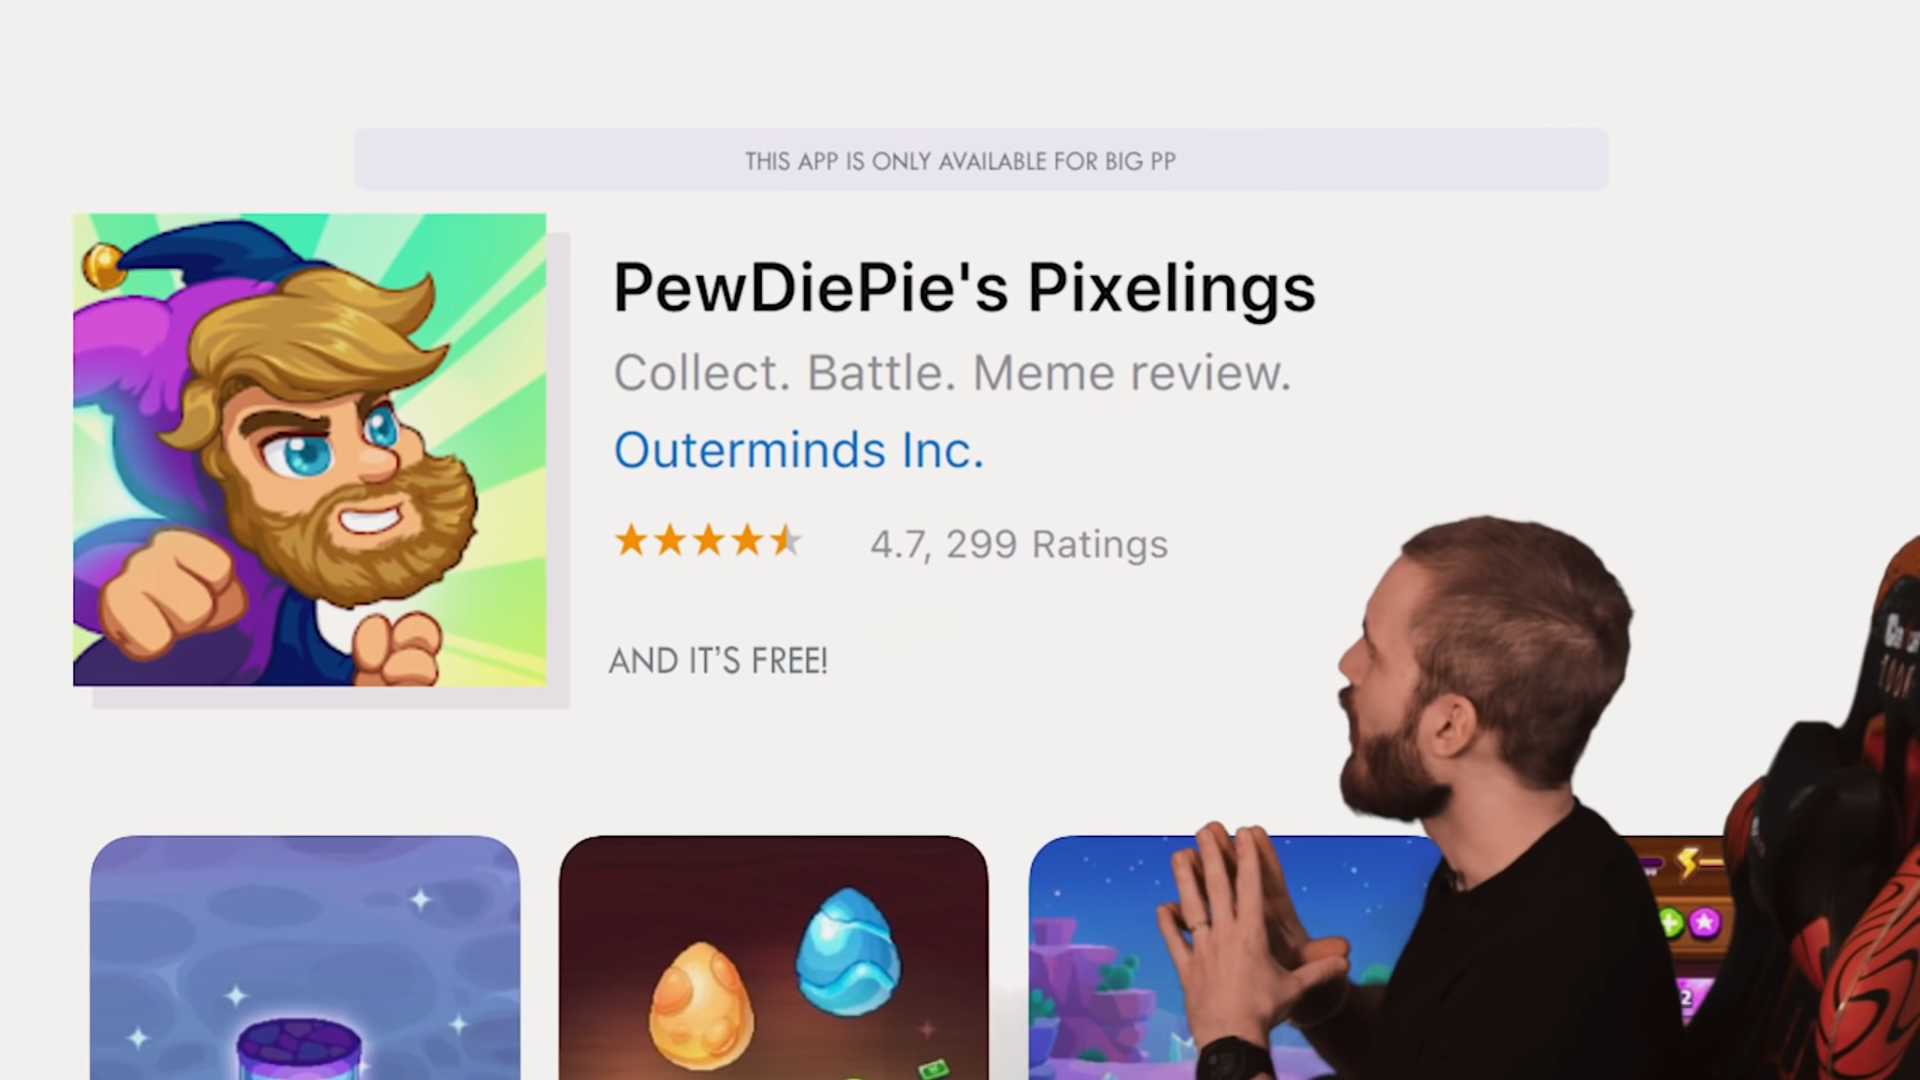 THIS APP IS ONLY AVAILABLE FOR BIG PP
PewDiePie's Pixelings
Collect. Battle. Meme review.
Outerminds Inc.
4.7, 299 Ratings
AND IT'S FREE!
2